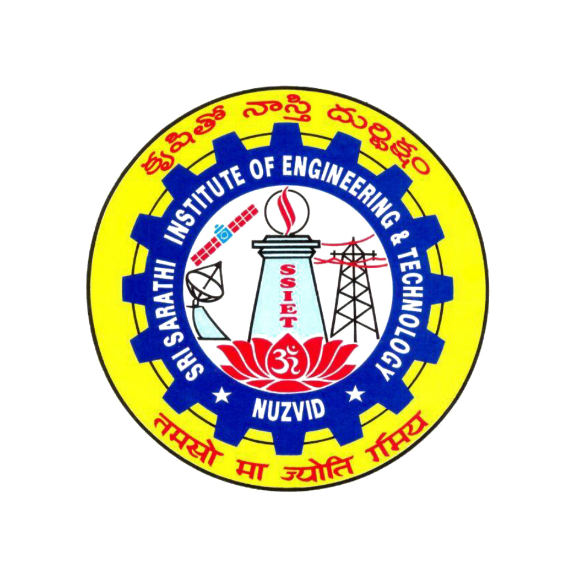 కృషితో నాస్తి దుర్భిక్షం
SRI SARATHI INSTITUTE OF ENGINEERING & TECHNOLOGY
SSIET
ૐ
NUZVID
तमसो मा ज्योति र्गमय